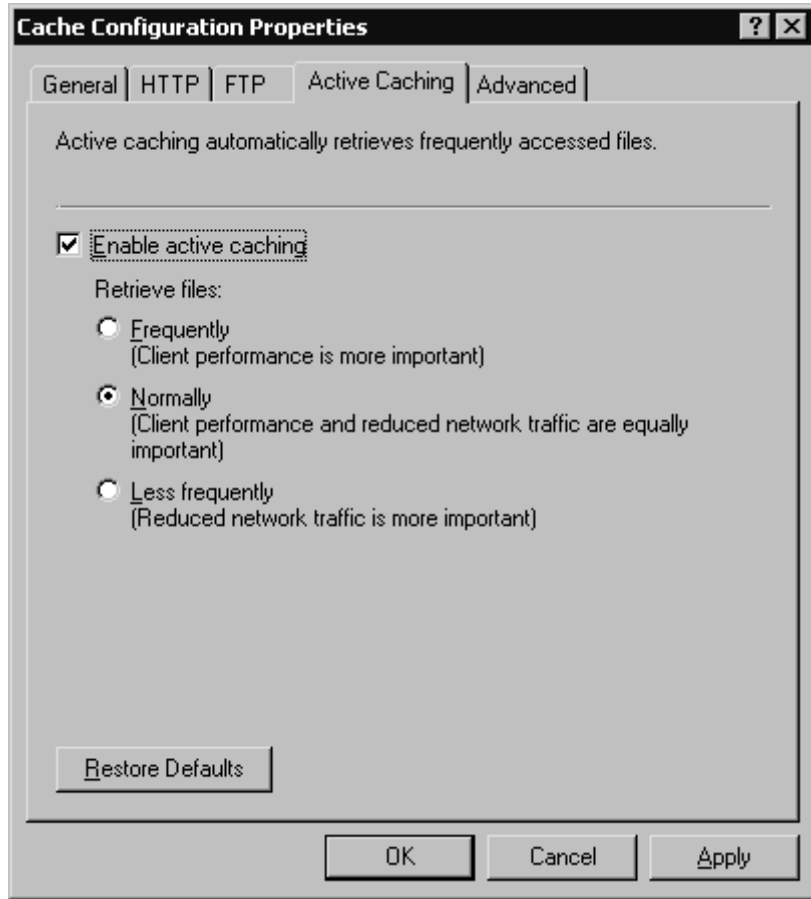 Cache Configuration Properties
General HTTP FTP Active Caching Advanced
Active caching automatically retrieves frequently accessed files.
Enable active caching
Retrieve files:
Frequently
(Client performance is more important)
Normally
(Client performance and reduced network traffic are equally
important)
Less frequently
(Reduced network traffic is more important)
Restore Defaults
OK Cancel Apply